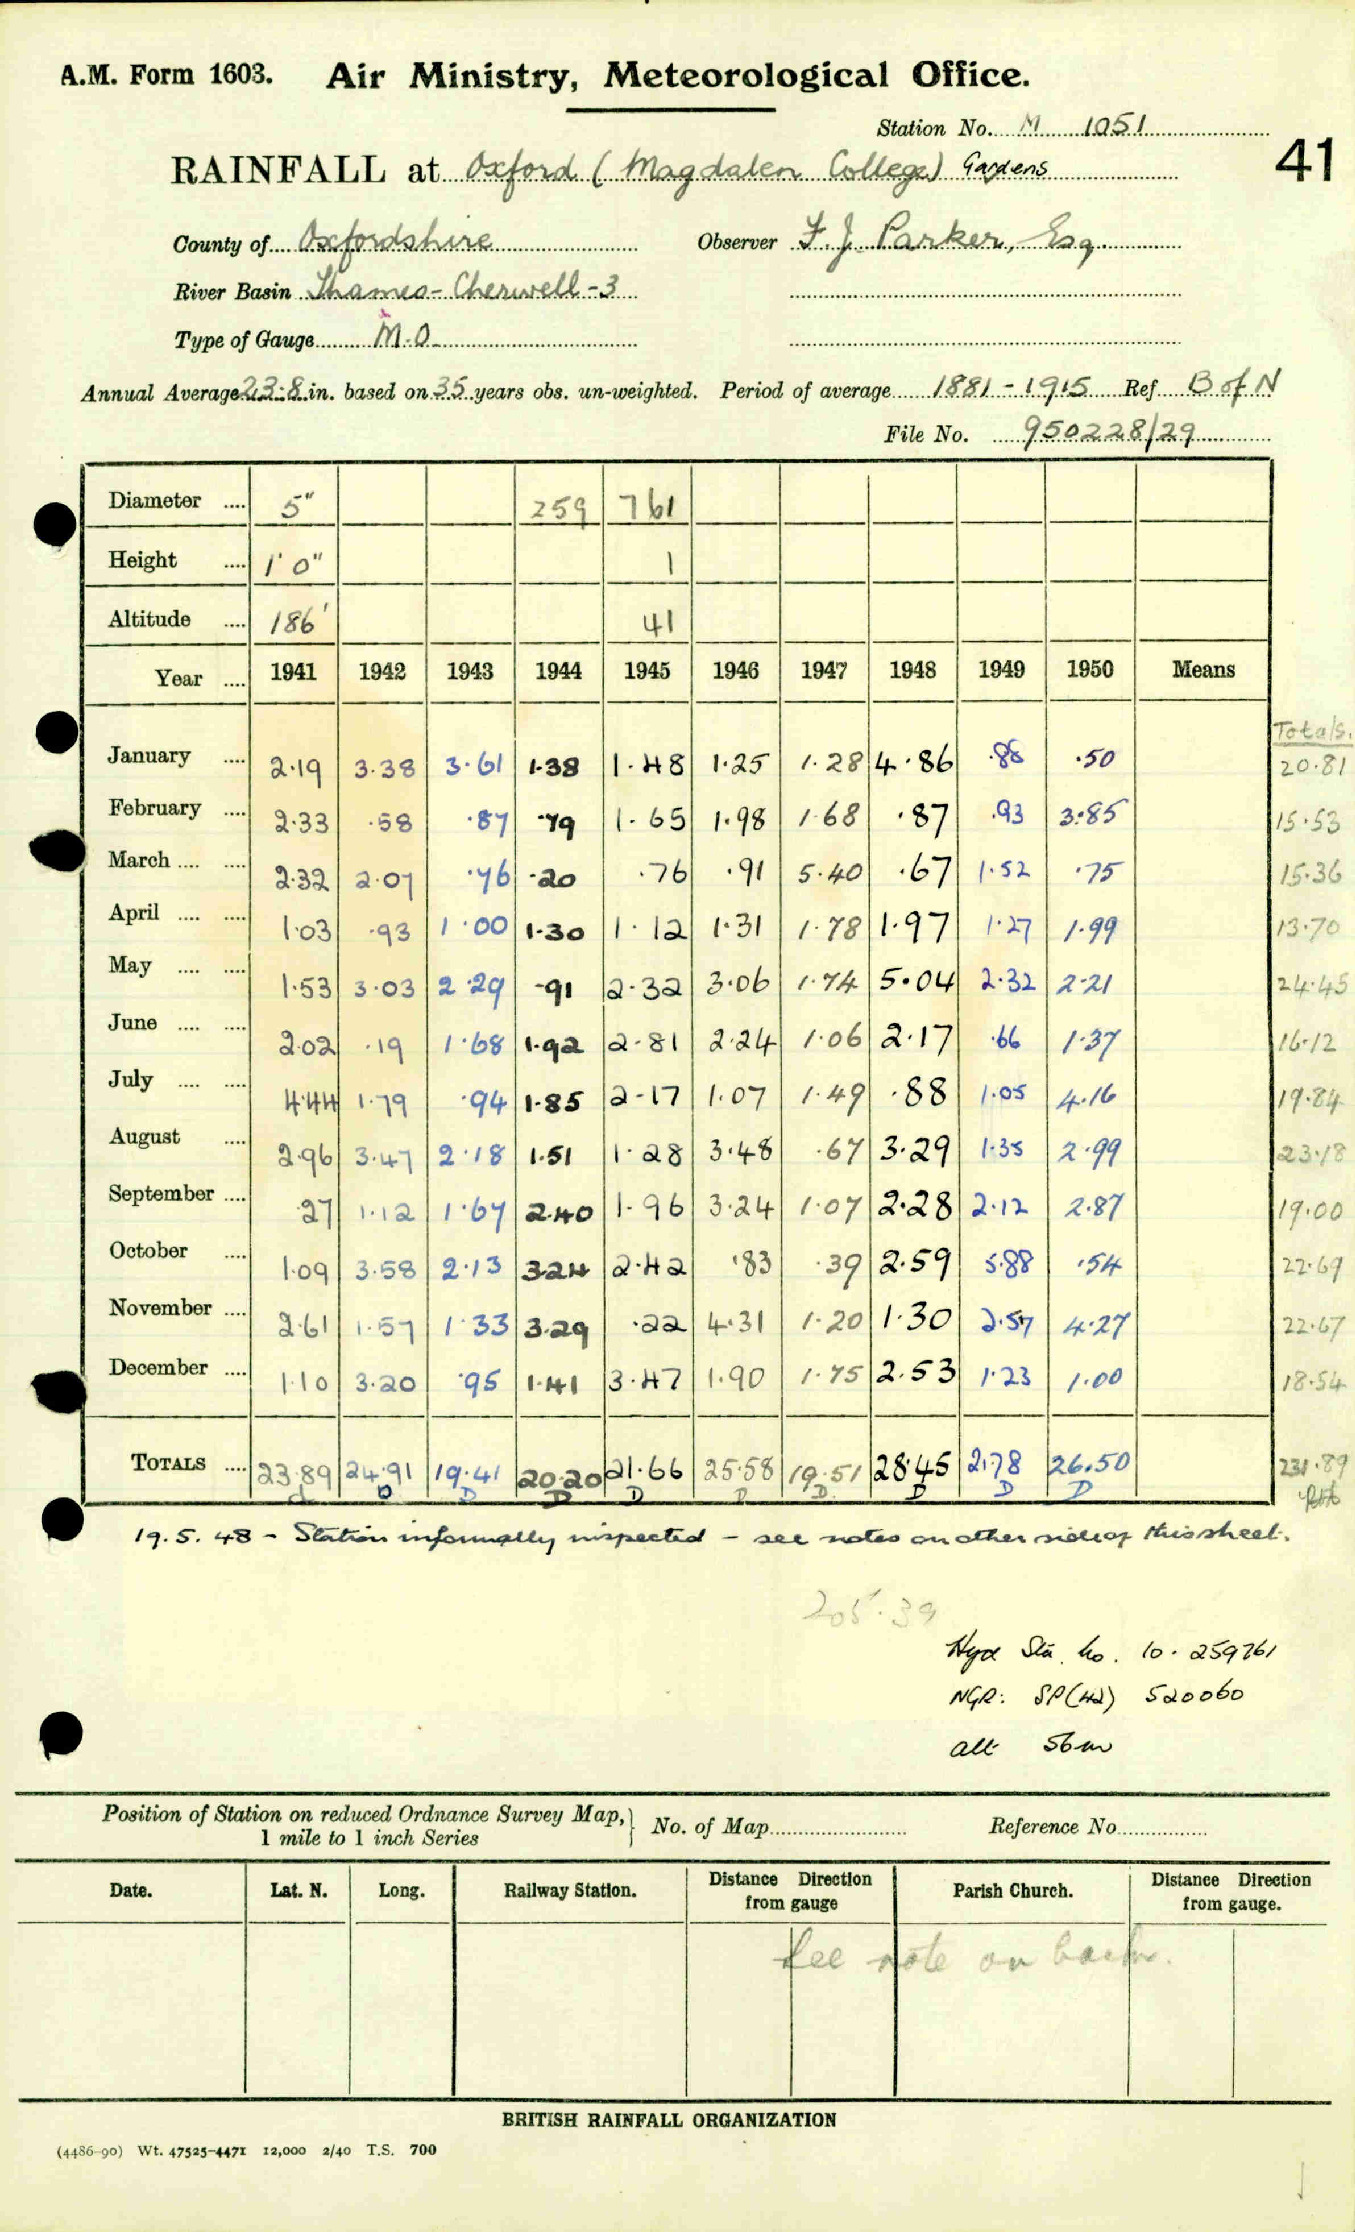 A.M. Form 1603. Air Ministry, Meteorological Office.
Station No. M 1051
41
RAINFALL at Oxford (Magdalen College) Gardens
County of Oxfordshire Observer F. J. Parker, Esq.
River Basin Thames - Cherwell - 3
Type of Gauge M.O.
Annual Average 23.8 in. based on 35 years obs. un-weighted. Period of average 1881 - 1915 Ref B of N
File No. 950228/29
Diameter .... 5" 259 761
Height .... 1' 0" 1
Altitude .... 186' 41
Year .... 1941 1942 1943 1944 1945 1946 1947 1948 1949 1950 Means
Totals.
January .... 2.19 3.38 3.61 1.38 1.48 1.25 1.28 4.86 .88 .50 20.81
February .... 2.33 .58 .87 .79 1.65 1.98 1.68 .87 .93 3.85 15.53
March .... .... 2.32 2.07 .76 .20 .76 .91 5.40 .67 1.52 .75 15.36
April .... .... 1.03 .93 1.00 1.30 1.12 1.31 1.78 1.97 1.27 1.99 13.70
May .... .... 1.53 3.03 2.29 .91 2.32 3.06 1.74 5.04 2.32 2.21 24.45
June .... .... 2.02 .19 1.68 1.92 2.81 2.24 1.06 2.17 .66 1.37 16.12
July .... .... 4.44 1.79 .94 1.85 2.17 1.07 1.49 .88 1.05 4.16 19.84
August .... 2.96 3.47 2.18 1.51 1.28 3.48 .67 3.29 1.35 2.99 23.18
September .... .27 1.12 1.67 2.40 1.96 3.24 1.07 2.28 2.12 2.87 19.00
October .... 1.09 3.58 2.13 3.24 2.42 .83 .39 2.59 5.88 .54 22.69
November .... 2.61 1.57 1.33 3.29 .22 4.31 1.20 1.30 2.57 4.27 22.67
December .... 1.10 3.20 .95 1.41 3.47 1.90 1.75 2.53 1.23 1.00 18.54
TOTALS .... 23.89 24.91 19.41 20.20 21.66 25.58 19.51 28.45 21.78 26.50 231.89
D D D D D D D D D
19.5.48 - Station informally inspected - see notes on other side of this sheet.
205.39
Hyd Sta. No. 10. 259761
NGR: SP(42) 520060
alt 56m
Position of Station on reduced Ordnance Survey Map, 1 mile to 1 inch Series No. of Map Reference No.
Date. Lat. N. Long. Railway Station. Distance from gauge Direction Parish Church. Distance from gauge. Direction
See note on back.
BRITISH RAINFALL ORGANIZATION
(4486-90) Wt. 47525-4471 12,000 2/40 T.S. 700